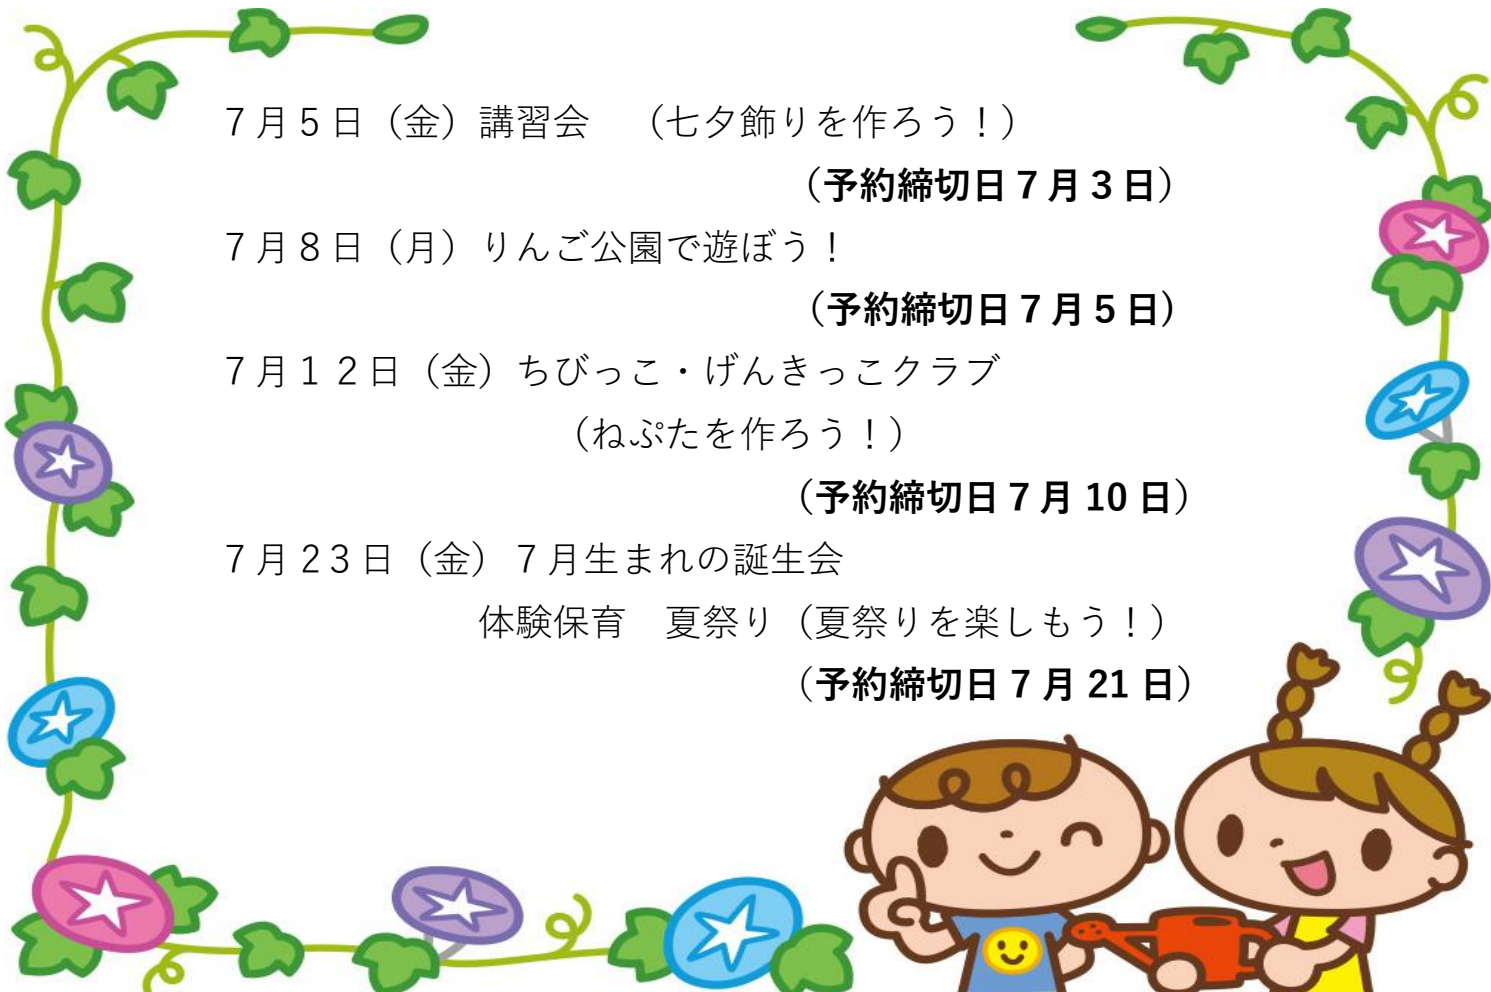 ７月５日（金）講習会　（七夕飾りを作ろう！）
（予約締切日７月３日）
７月８日（月）りんご公園で遊ぼう！
（予約締切日７月５日）
７月１２日（金）ちびっこ・げんきっこクラブ
（ねぷたを作ろう！）
（予約締切日７月 10 日）
７月 23 日（金）７月生まれの誕生会
体験保育　夏祭り（夏祭りを楽しもう！）
（予約締切日７月 21 日）